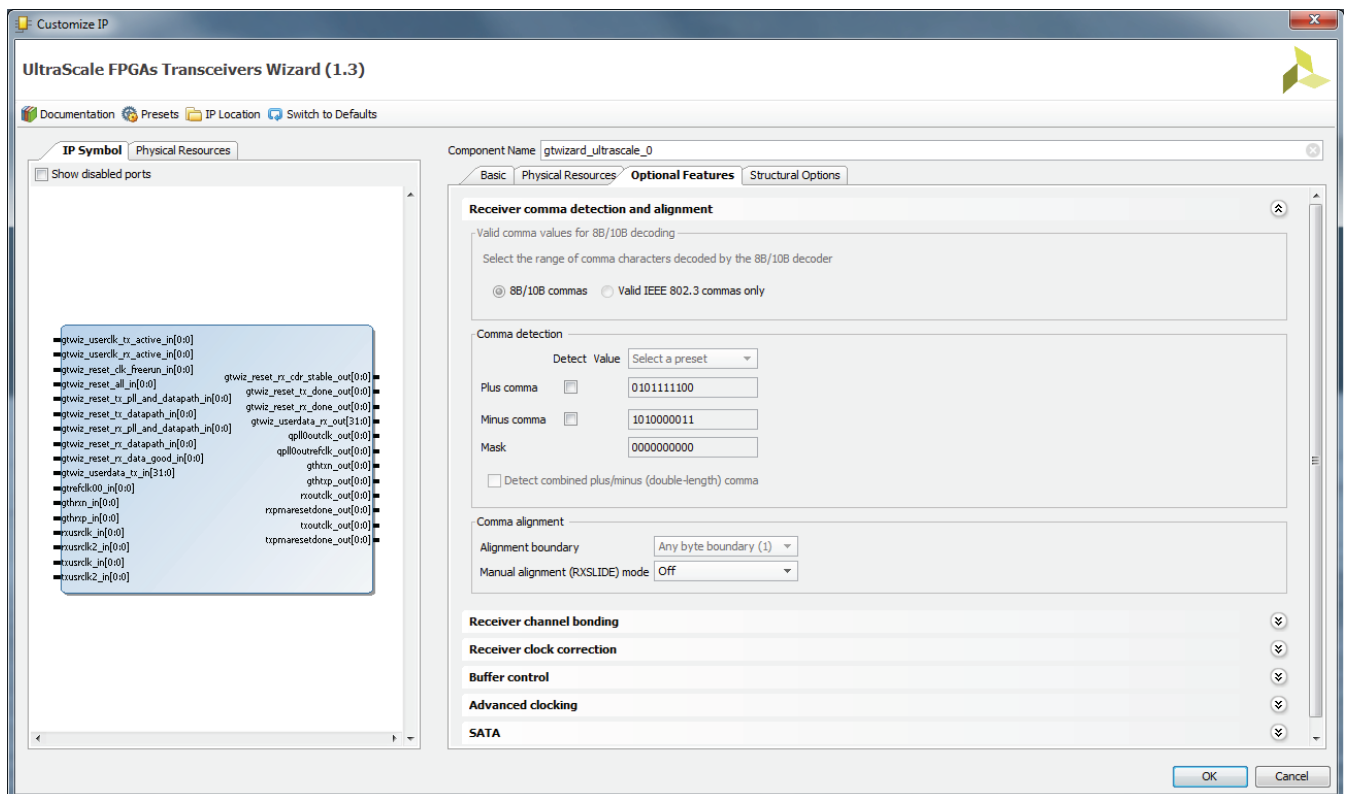 Customize IP
UltraScale FPGAs Transceivers Wizard (1.3)
Documentation Presets IP Location Switch to Defaults
IP Symbol Physical Resources
Show disabled ports
gtwiz_userclk_tx_active_in[0:0]
gtwiz_userclk_rx_active_in[0:0]
gtwiz_reset_clk_freerun_in[0:0]
gtwiz_reset_all_in[0:0]
gtwiz_reset_tx_pll_and_datapath_in[0:0]
gtwiz_reset_tx_datapath_in[0:0]
gtwiz_reset_rx_pll_and_datapath_in[0:0]
gtwiz_reset_rx_datapath_in[0:0]
gtwiz_reset_rx_data_good_in[0:0]
gtwiz_userdata_tx_in[31:0]
gtrefclk00_in[0:0]
gthrxn_in[0:0]
gthrxp_in[0:0]
rxusrclk_in[0:0]
rxusrclk2_in[0:0]
txusrclk_in[0:0]
txusrclk2_in[0:0]
gtwiz_reset_rx_cdr_stable_out[0:0]
gtwiz_reset_tx_done_out[0:0]
gtwiz_reset_rx_done_out[0:0]
gtwiz_userdata_rx_out[31:0]
qpll0outclk_out[0:0]
qpll0outrefclk_out[0:0]
gthtxn_out[0:0]
gthtxp_out[0:0]
rxoutclk_out[0:0]
rxpmaresetdone_out[0:0]
txoutclk_out[0:0]
txpmaresetdone_out[0:0]
Component Name gtwizard_ultrascale_0
Basic Physical Resources Optional Features Structural Options
Receiver comma detection and alignment
Valid comma values for 8B/10B decoding
Select the range of comma characters decoded by the 8B/10B decoder
8B/10B commas Valid IEEE 802.3 commas only
Comma detection
Detect Value Select a preset
Plus comma 0101111100
Minus comma 1010000011
Mask 0000000000
Detect combined plus/minus (double-length) comma
Comma alignment
Alignment boundary Any byte boundary (1)
Manual alignment (RXSLIDE) mode Off
Receiver channel bonding
Receiver clock correction
Buffer control
Advanced clocking
SATA
OK Cancel